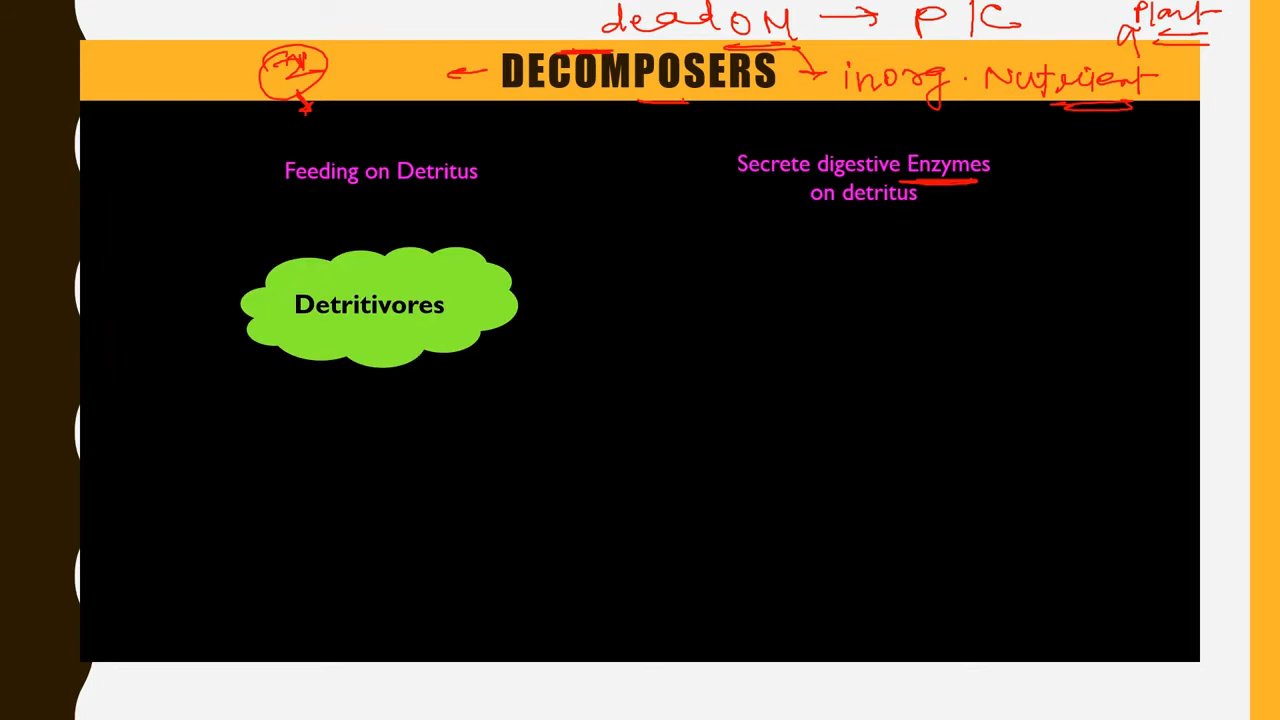 dead OM → P/C
Plant
DECOMPOSERS
inorg. Nutrient
Feeding on Detritus
Secrete digestive Enzymes
on detritus
Detritivores